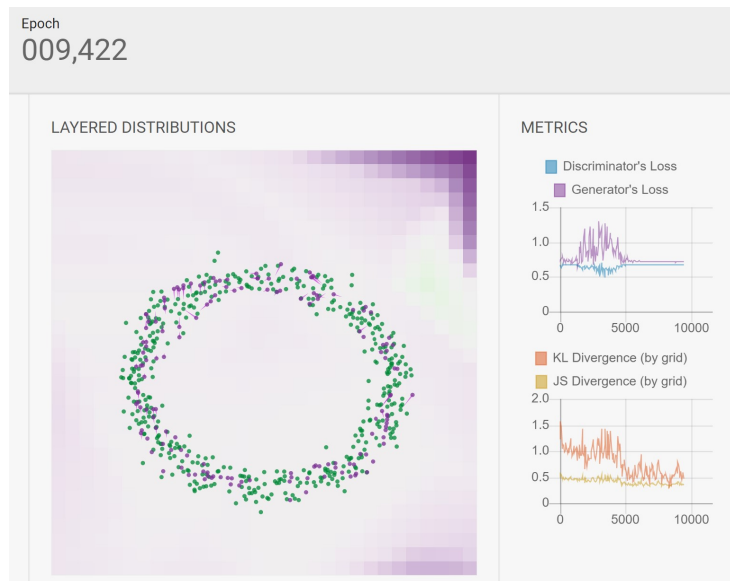 Epoch
009,422
LAYERED DISTRIBUTIONS
METRICS
Discriminator's Loss
Generator's Loss
1.5
1.0
0.5
0
0 5000 10000
KL Divergence (by grid)
JS Divergence (by grid)
2.0
1.5
1.0
0.5
0
0 5000 10000